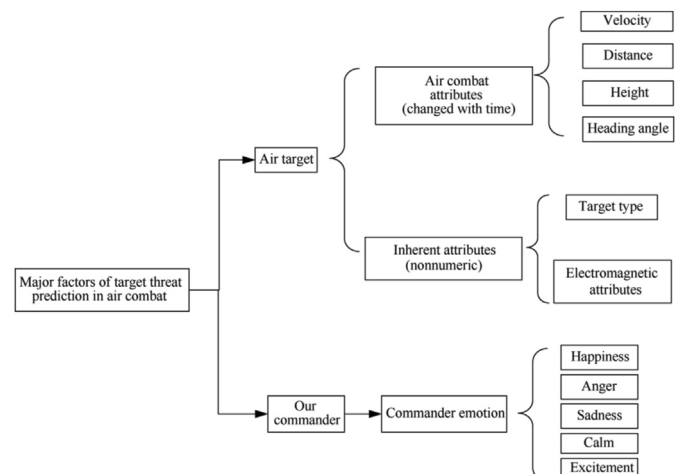 Velocity
Distance
Air combat
attributes
(changed with time)
Height
Heading angle
Air target
Target type
Inherent attributes
(nonnumeric)
Electromagnetic
attributes
Major factors of target threat
prediction in air combat
Happiness
Anger
Our
commander
Commander emotion
Sadness
Calm
Excitement